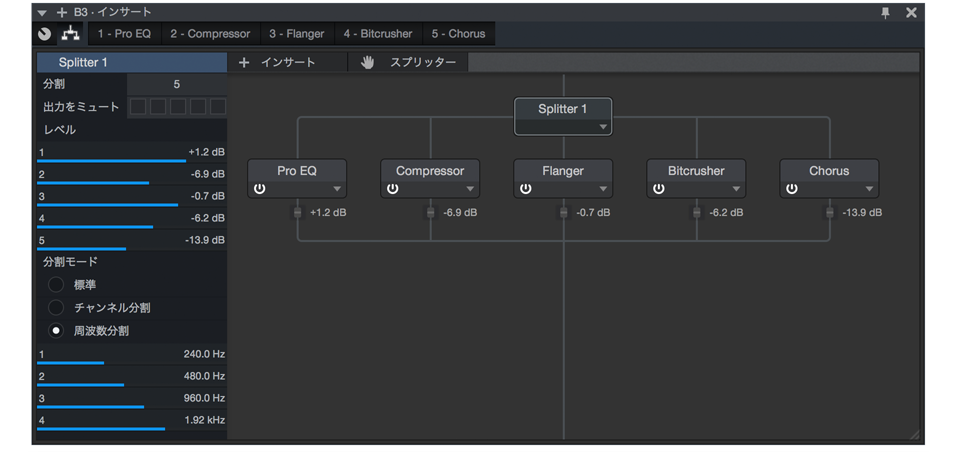 B3・インサート
1 - Pro EQ 2 - Compressor 3 - Flanger 4 - Bitcrusher 5 - Chorus
Splitter 1 インサート スプリッター
分割 5
出力をミュート
レベル
1 +1.2 dB
2 -6.9 dB
3 -0.7 dB
4 -6.2 dB
5 -13.9 dB
分割モード
標準
チャンネル分割
周波数分割
1 240.0 Hz
2 480.0 Hz
3 960.0 Hz
4 1.92 kHz
Splitter 1
Pro EQ Compressor Flanger Bitcrusher Chorus
+1.2 dB -6.9 dB -0.7 dB -6.2 dB -13.9 dB